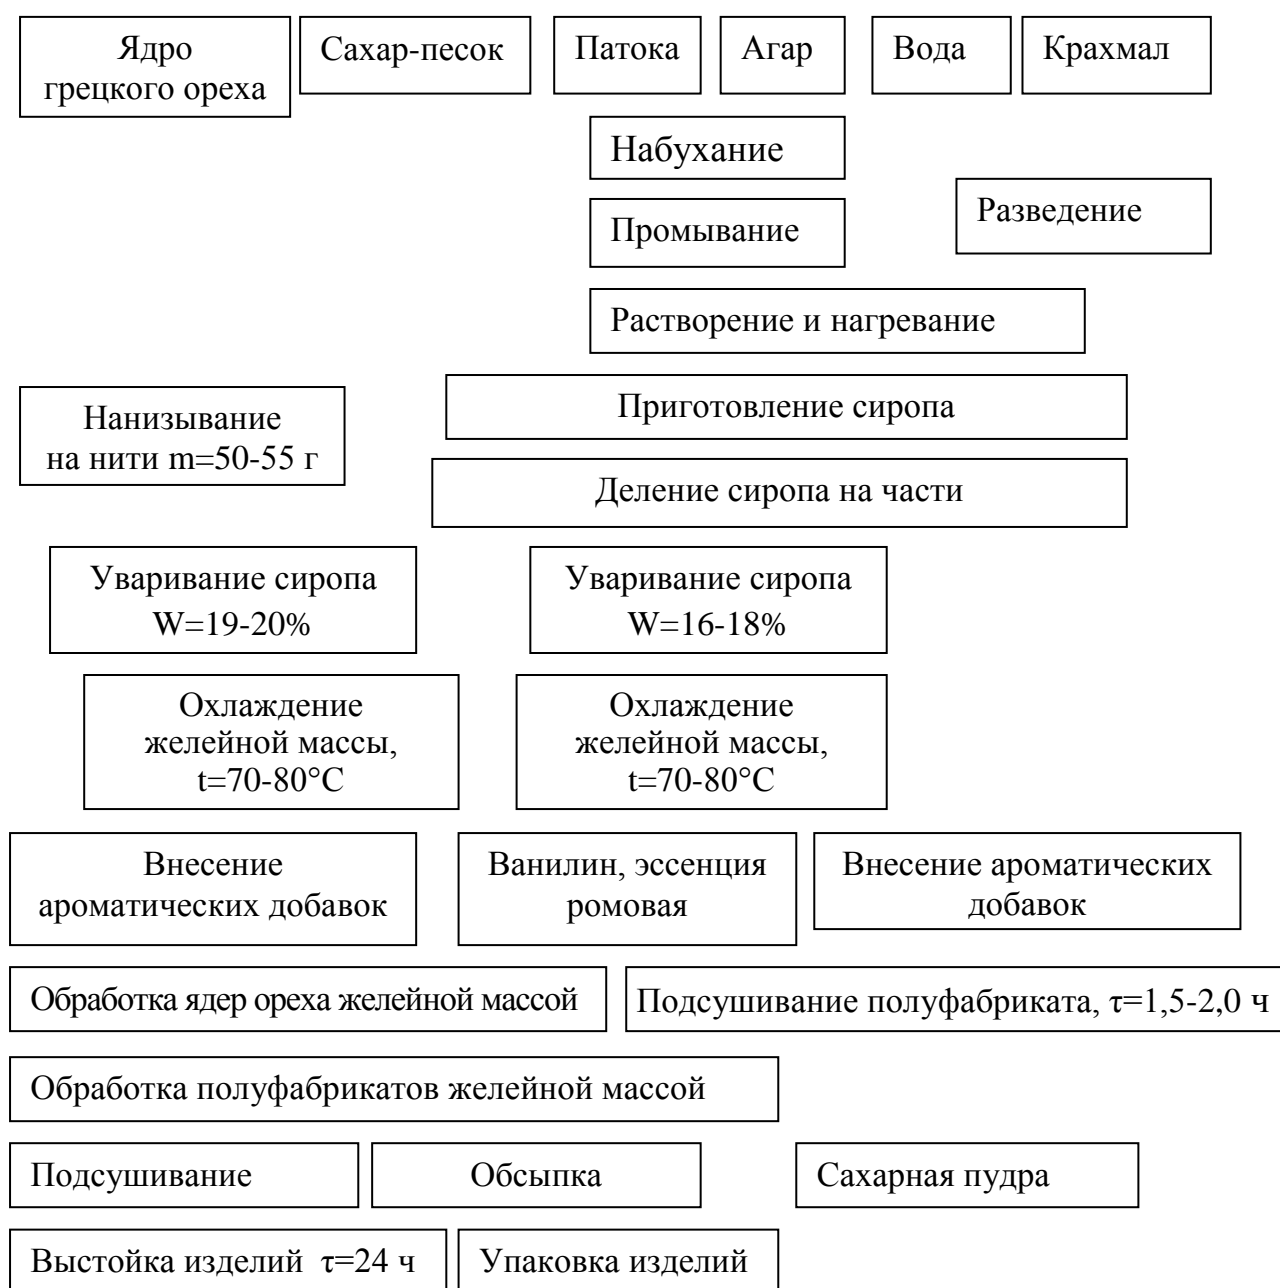 Ядро
грецкого ореха
Сахар-песок
Патока
Агар
Вода
Крахмал
Набухание
Разведение
Промывание
Растворение и нагревание
Приготовление сиропа
Нанизывание
на нити m=50-55 г
Деление сиропа на части
Уваривание сиропа
W=19-20%
Уваривание сиропа
W=16-18%
Охлаждение
желейной массы,
t=70-80°C
Охлаждение
желейной массы,
t=70-80°C
Внесение
ароматических добавок
Ванилин, эссенция
ромовая
Внесение ароматических
добавок
Обработка ядер ореха желейной массой
Подсушивание полуфабриката, τ=1,5-2,0 ч
Обработка полуфабрикатов желейной массой
Подсушивание
Обсыпка
Сахарная пудра
Выстойка изделий τ=24 ч
Упаковка изделий